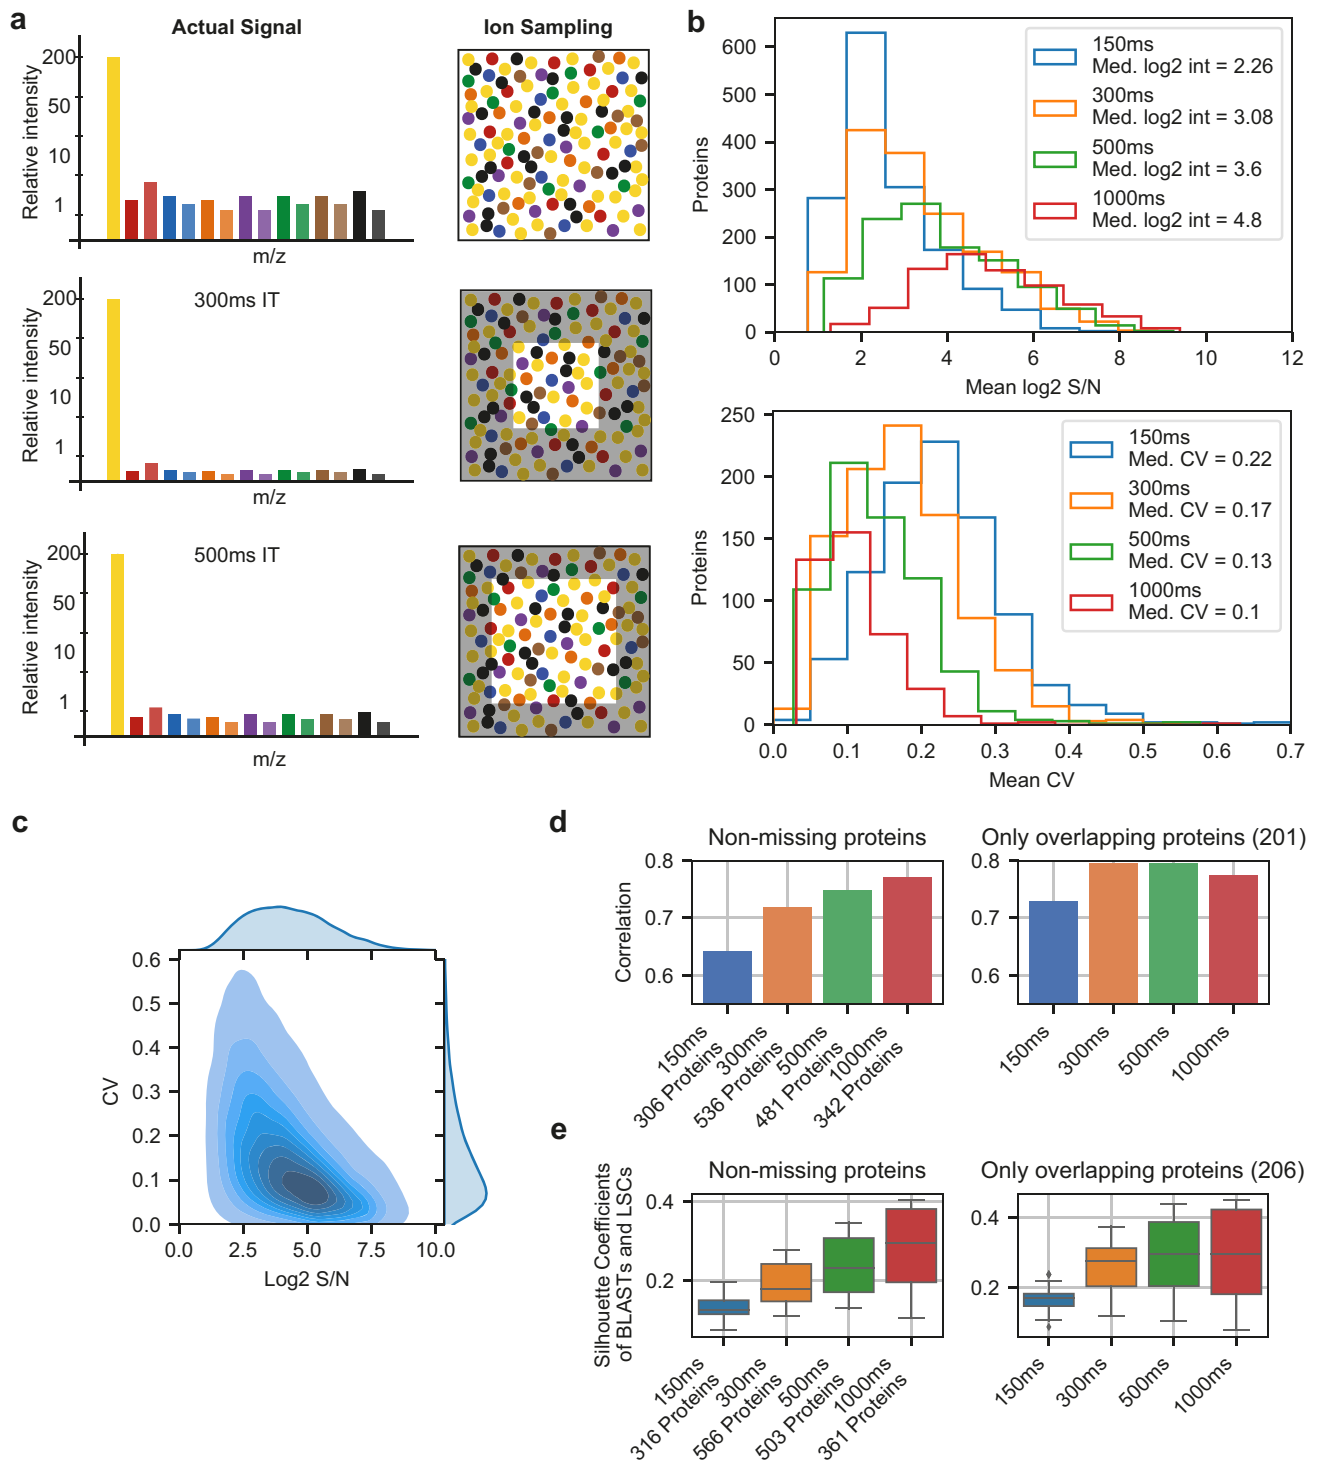 a
Actual Signal
Ion Sampling
Relative intensity
200
50
10
1
m/z
300ms IT
Relative intensity
200
50
10
1
m/z
500ms IT
Relative intensity
200
50
10
1
m/z
b
Proteins
600
500
400
300
200
100
0
0 2 4 6 8 10 12
Mean log2 S/N
150ms
Med. log2 int = 2.26
300ms
Med. log2 int = 3.08
500ms
Med. log2 int = 3.6
1000ms
Med. log2 int = 4.8
Proteins
250
200
150
100
50
0
0.0 0.1 0.2 0.3 0.4 0.5 0.6 0.7
Mean CV
150ms
Med. CV = 0.22
300ms
Med. CV = 0.17
500ms
Med. CV = 0.13
1000ms
Med. CV = 0.1
c
CV
0.6
0.5
0.4
0.3
0.2
0.1
0.0
0.0 2.5 5.0 7.5 10.0
Log2 S/N
d
Non-missing proteins
Correlation
0.8
0.7
0.6
150ms
306 Proteins
300ms
536 Proteins
500ms
481 Proteins
1000ms
342 Proteins
Only overlapping proteins (201)
0.8
0.7
0.6
150ms
300ms
500ms
1000ms
e
Non-missing proteins
Silhouette Coefficients
of BLASTs and LSCs
0.4
0.2
150ms
316 Proteins
300ms
566 Proteins
500ms
503 Proteins
1000ms
361 Proteins
Only overlapping proteins (206)
0.4
0.2
150ms
300ms
500ms
1000ms